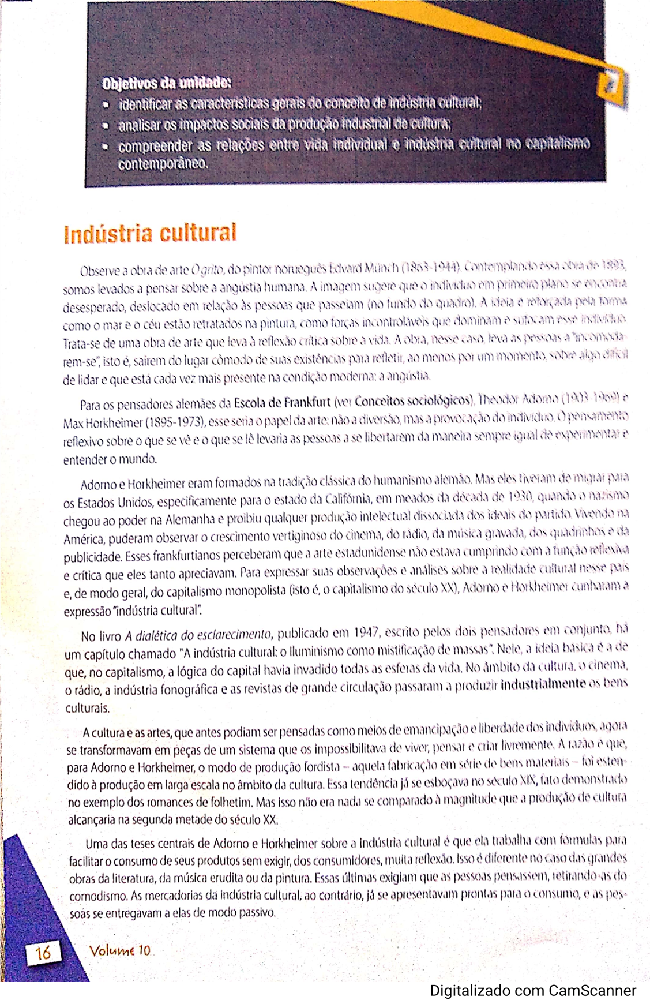 Objetivos da unidade:
▪ identificar as características gerais do conceito de indústria cultural;
▪ analisar os impactos sociais da produção industrial de cultura;
▪ compreender as relações entre vida individual e indústria cultural no capitalismo
contemporâneo.
Indústria cultural
Observe a obra de arte O grito, do pintor norueguês Edvard Münch (1863-1944). Contemplando essa obra de 1893,
somos levados a pensar sobre a angústia humana. A imagem sugere que o indivíduo em primeiro plano se encontra
desesperado, deslocado em relação às pessoas que passeiam (no fundo do quadro). A ideia é reforçada pela forma
como o mar e o céu estão retratados na pintura, como forças incontroláveis que dominam e sufocam esse indivíduo.
Trata-se de uma obra de arte que leva à reflexão crítica sobre a vida. A obra, nesse caso, leva as pessoas a "incomoda-
rem-se", isto é, saírem do lugar cômodo de suas existências para refletir, ao menos por um momento, sobre algo difícil
de lidar e que está cada vez mais presente na condição moderna: a angústia.
Para os pensadores alemães da Escola de Frankfurt (ver Conceitos sociológicos), Theodor Adorno (1903-1969) e
Max Horkheimer (1895-1973), esse seria o papel da arte: não a diversão, mas a provocação do indivíduo. O pensamento
reflexivo sobre o que se vê e o que se lê levaria as pessoas a se libertarem da maneira sempre igual de experimentar e
entender o mundo.
Adorno e Horkheimer eram formados na tradição clássica do humanismo alemão. Mas eles tiveram de migrar para
os Estados Unidos, especificamente para o estado da Califórnia, em meados da década de 1930, quando o nazismo
chegou ao poder na Alemanha e proibiu qualquer produção intelectual dissociada dos ideais do partido. Vivendo na
América, puderam observar o crescimento vertiginoso do cinema, do rádio, da música gravada, dos quadrinhos e da
publicidade. Esses frankfurtianos perceberam que a arte estadunidense não estava cumprindo com a função reflexiva
e crítica que eles tanto apreciavam. Para expressar suas observações e análises sobre a realidade cultural nesse país
e, de modo geral, do capitalismo monopolista (isto é, o capitalismo do século XX), Adorno e Horkheimer cunharam a
expressão "indústria cultural".
No livro A dialética do esclarecimento, publicado em 1947, escrito pelos dois pensadores em conjunto, há
um capítulo chamado "A indústria cultural: o Iluminismo como mistificação de massas". Nele, a ideia básica é a de
que, no capitalismo, a lógica do capital havia invadido todas as esferas da vida. No âmbito da cultura, o cinema,
o rádio, a indústria fonográfica e as revistas de grande circulação passaram a produzir industrialmente os bens
culturais.
A cultura e as artes, que antes podiam ser pensadas como meios de emancipação e liberdade dos indivíduos, agora
se transformavam em peças de um sistema que os impossibilitava de viver, pensar e criar livremente. A razão é que,
para Adorno e Horkheimer, o modo de produção fordista – aquela fabricação em série de bens materiais – foi esten-
dido à produção em larga escala no âmbito da cultura. Essa tendência já se esboçava no século XIX, fato demonstrado
no exemplo dos romances de folhetim. Mas isso não era nada se comparado à magnitude que a produção de cultura
alcançaria na segunda metade do século XX.
Uma das teses centrais de Adorno e Horkheimer sobre a indústria cultural é que ela trabalha com fórmulas para
facilitar o consumo de seus produtos sem exigir, dos consumidores, muita reflexão. Isso é diferente no caso das grandes
obras da literatura, da música erudita ou da pintura. Essas últimas exigiam que as pessoas pensassem, retirando-as do
comodismo. As mercadorias da indústria cultural, ao contrário, já se apresentavam prontas para o consumo, e as pes-
soas se entregavam a elas de modo passivo.
16
Volume 10
Digitalizado com CamScanner